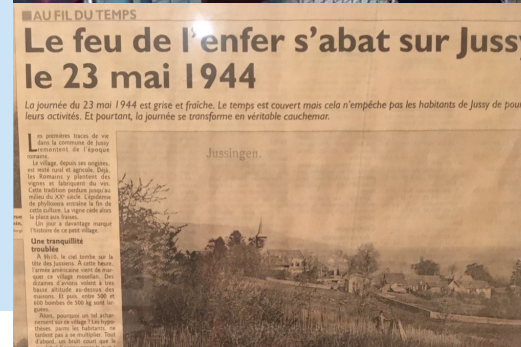 AU FIL DU TEMPS
Le feu de l'enfer s'abat sur Jussy
le 23 mai 1944
La journée du 23 mai 1944 est grise et fraîche. Le temps est couvert mais cela n'empêche pas les habitants de Jussy de pour
leurs activités. Et pourtant, la journée se transforme en véritable cauchemar.
Les premières traces de vie
dans la commune de Jussy
remontent de l'époque
romaine.
Le village, depuis ses origines,
est resté rural et agricole. Déjà,
les Romains y plantent des
vignes et fabriquent du vin.
Cette tradition perdure jusqu'au
milieu du XXe siècle. L'épidémie
de phylloxera entraîne la fin de
cette culture. La vigne cède alors
la place aux fraises.
Un jour a davantage marqué
l'histoire de ce petit village.
Une tranquillité
troublée
le ciel tombe sur la
tête des Jussiens. À cette heure,
l'armée américaine vient de
ce village mosellan. Des
dizaines d'avions volent à très
basse altitude au-dessus des
maisons. Et puis, entre 500 et
600 bombes de 500 kg sont lar-
guées.
Alors, pourquoi un tel achar-
nement sur ce village ? Les hypo-
thèses parmi les habitants ne
tardent pas à se multiplier. Tout
d'abord, un bruit court que la
Jussingen.